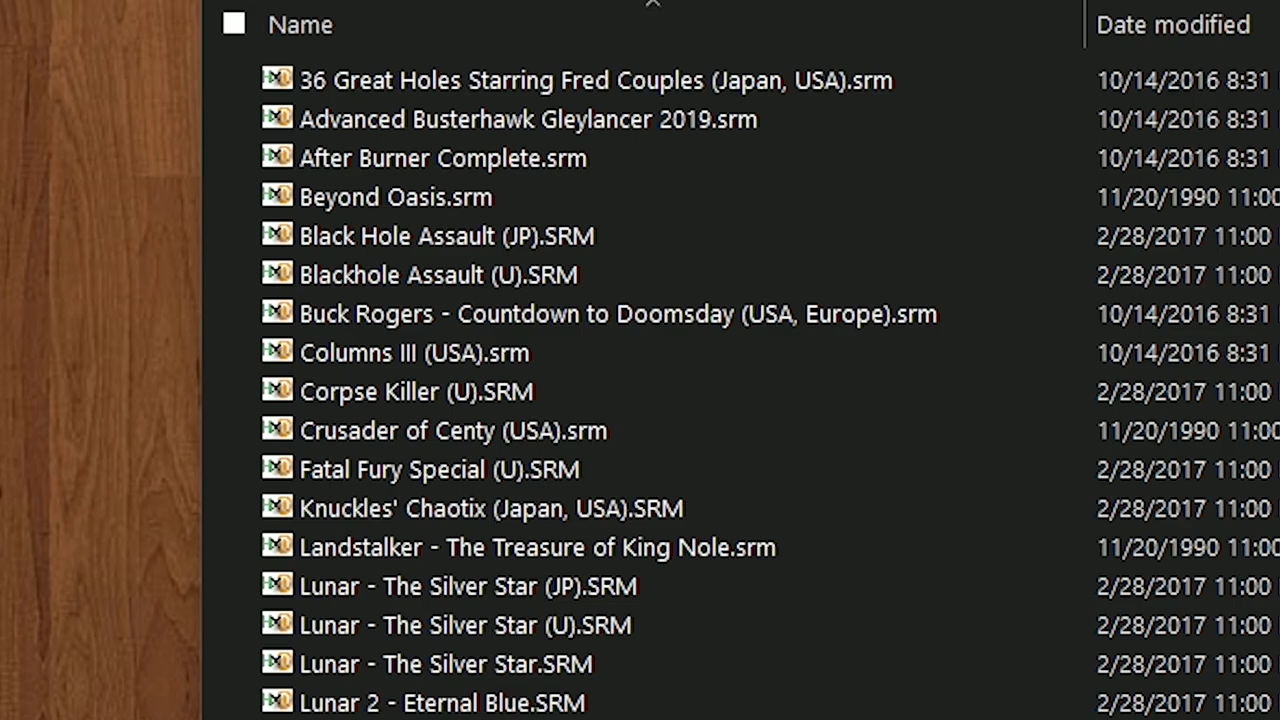 Name Date modified
36 Great Holes Starring Fred Couples (Japan, USA).srm 10/14/2016 8:31
Advanced Busterhawk Gleylancer 2019.srm 10/14/2016 8:31
After Burner Complete.srm 10/14/2016 8:31
Beyond Oasis.srm 11/20/1990 11:00
Black Hole Assault (JP).SRM 2/28/2017 11:00
Blackhole Assault (U).SRM 2/28/2017 11:00
Buck Rogers - Countdown to Doomsday (USA, Europe).srm 10/14/2016 8:31
Columns III (USA).srm 10/14/2016 8:31
Corpse Killer (U).SRM 2/28/2017 11:00
Crusader of Centy (USA).srm 11/20/1990 11:00
Fatal Fury Special (U).SRM 2/28/2017 11:00
Knuckles' Chaotix (Japan, USA).SRM 2/28/2017 11:00
Landstalker - The Treasure of King Nole.srm 11/20/1990 11:00
Lunar - The Silver Star (JP).SRM 2/28/2017 11:00
Lunar - The Silver Star (U).SRM 2/28/2017 11:00
Lunar - The Silver Star.SRM 2/28/2017 11:00
Lunar 2 - Eternal Blue.SRM 2/28/2017 11:00